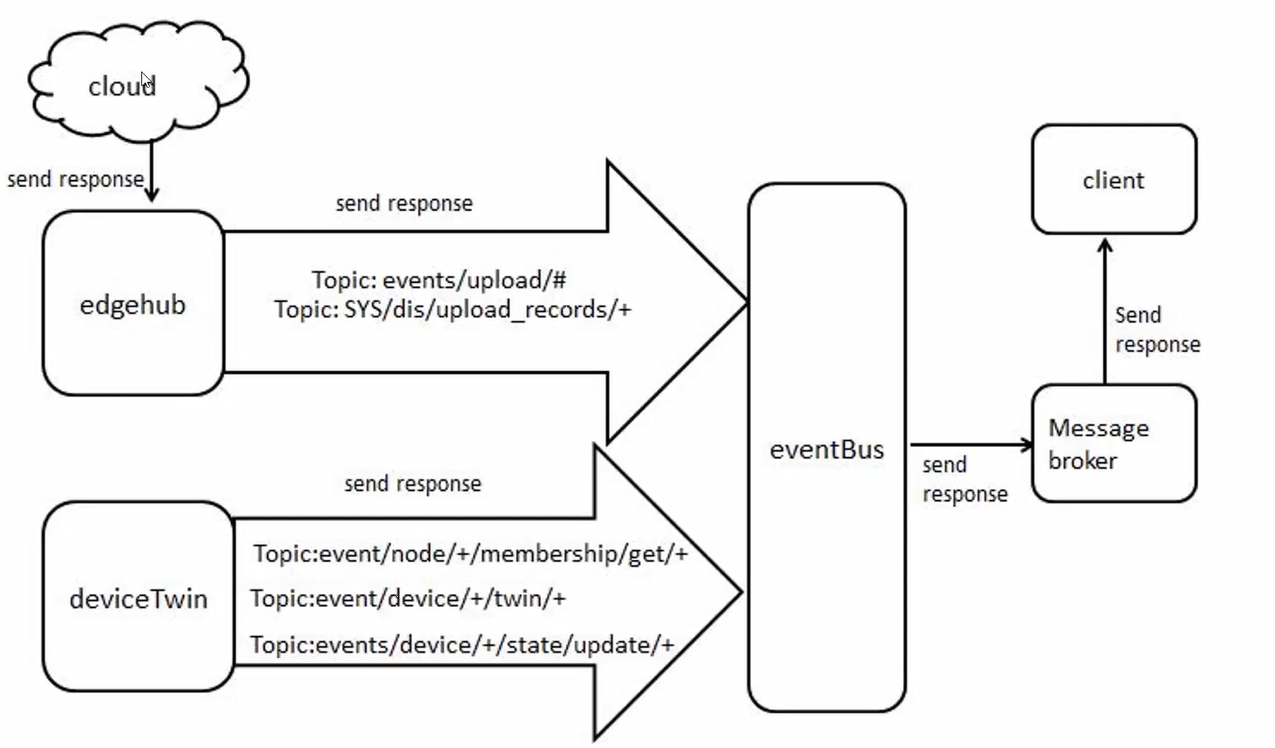 cloud
send response
edgehub
send response
Topic: events/upload/#
Topic: SYS/dis/upload_records/+
deviceTwin
send response
Topic:event/node/+/membership/get/+
Topic:event/device/+/twin/+
Topic:events/device/+/state/update/+
eventBus
send
response
Message
broker
Send
response
client